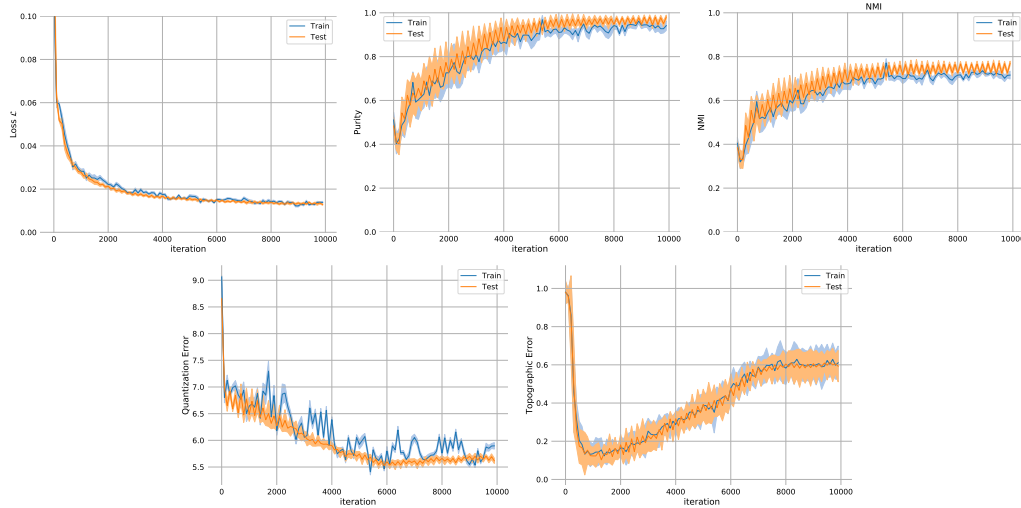 NMI
0.10
0.08
0.06
0.04
0.02
0.00
Loss ℒ
0 2000 4000 6000 8000 10000
iteration
Train
Test
1.0
0.8
0.6
0.4
0.2
0.0
Purity
0 2000 4000 6000 8000 10000
iteration
Train
Test
1.0
0.8
0.6
0.4
0.2
0.0
NMI
0 2000 4000 6000 8000 10000
iteration
Train
Test
9.0
8.5
8.0
7.5
7.0
6.5
6.0
5.5
Quantization Error
0 2000 4000 6000 8000 10000
iteration
Train
Test
1.0
0.8
0.6
0.4
0.2
0.0
Topographic Error
0 2000 4000 6000 8000 10000
iteration
Train
Test